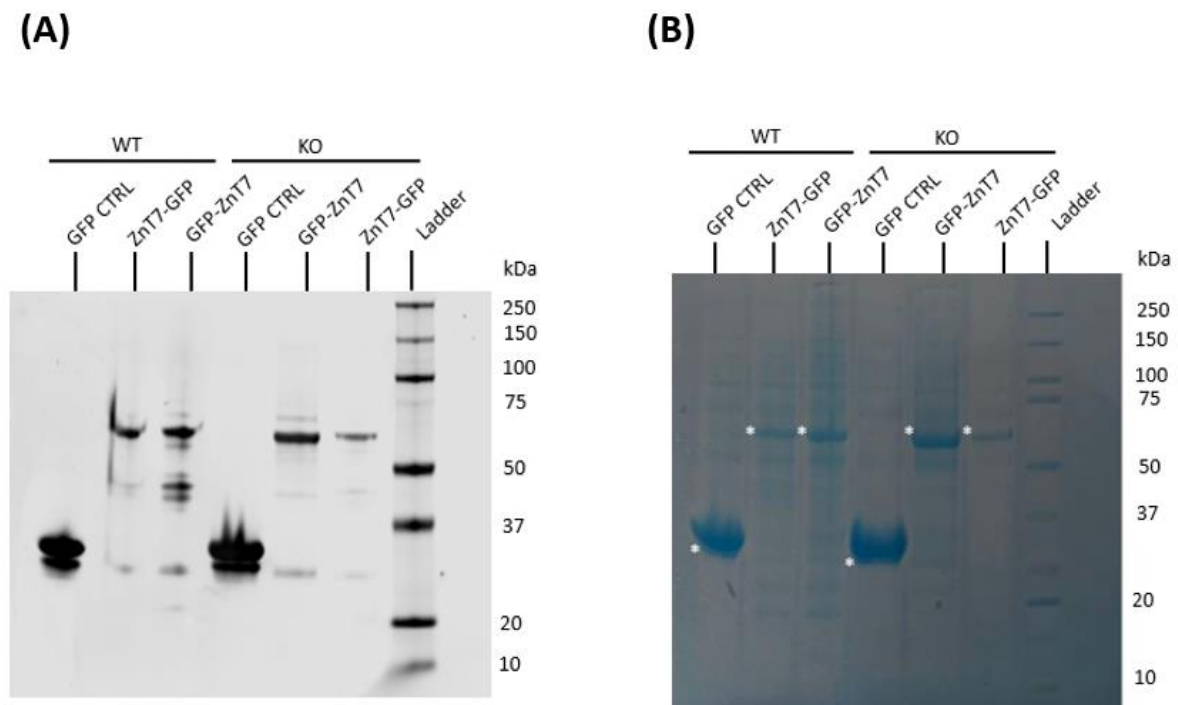 (A)
WT
KO
GFP CTRL
ZnT7-GFP
GFP-ZnT7
GFP CTRL
GFP-ZnT7
ZnT7-GFP
Ladder
kDa
250
150
100
75
50
37
20
10
(B)
WT
KO
GFP CTRL
ZnT7-GFP
GFP-ZnT7
GFP CTRL
GFP-ZnT7
ZnT7-GFP
Ladder
kDa
250
150
100
75
* * * *
50
37
*
*
20
10